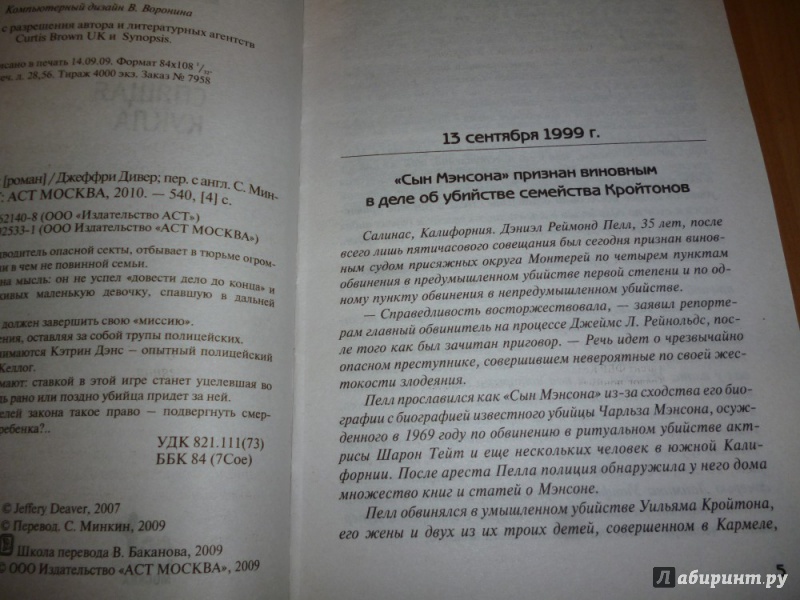 Компьютерный дизайн В. Воронина
с разрешения автора и литературных агентств
Curtis Brown UK и Synopsis.
исано в печать 14.09.09. Формат 84х108 1/
еч. л. 28,56. Тираж 4000 экз. Заказ № 7958
[роман] / Джеффри Дивер; пер. с англ. С. Мин-
: АСТ МОСКВА, 2010. — 540, [4] с.
62140-8 (ООО «Издательство АСТ»)
02533-1 (ООО Издательство «АСТ МОСКВА»)
водитель опасной секты, отбывает в тюрьме огром-
и в чем не повинной семьи.
на мысль: он не успел «довести дело до конца» и
живых маленькую девочку, спавшую в дальней
должен завершить свою «миссию».
ения, оставляя за собой трупы полицейских.
нимаются Кэтрин Дэнс — опытный полицейский
Келлог.
мают: ставкой в этой игре станет уцелевшая во
ь рано или поздно убийца придет за ней.
елей закона такое право — подвергнуть смер-
ребенка?..
УДК 821.111(73)
ББК 84 (7Сое)
© Jeffery Deaver, 2007
© Перевод. С. Минкин, 2009
Школа перевода В. Баканова, 2009
© ООО Издательство «АСТ МОСКВА», 2009
13 сентября 1999 г.
«Сын Мэнсона» признан виновным
в деле об убийстве семейства Кройтонов
Салинас, Калифорния. Дэниэл Реймонд Пелл, 35 лет, после
всего лишь пятичасового совещания был сегодня признан винов-
ным судом присяжных округа Монтерей по четырем пунктам
обвинения в предумышленном убийстве первой степени и по од-
ному пункту обвинения в непредумышленном убийстве.
— Справедливость восторжествовала, — заявил репорте-
рам главный обвинитель на процессе Джеймс Л. Рейнольдс, пос-
ле того как был зачитан приговор. — Речь идет о чрезвычайно
опасном преступнике, совершившем невероятные по своей жес-
токости злодеяния.
Пелл прославился как «Сын Мэнсона» из-за сходства его био-
графии с биографией известного убийцы Чарльза Мэнсона, осуж-
денного в 1969 году по обвинению в ритуальном убийстве акт-
рисы Шарон Тейт и еще нескольких человек в южной Кали-
форнии. После ареста Пелла полиция обнаружила у него дома
множество книг и статей о Мэнсоне.
Пелл обвинялся в умышленном убийстве Уильяма Кройтона,
его жены и двух из их троих детей, совершенном в Кармеле,
5
Лабиринт.ру